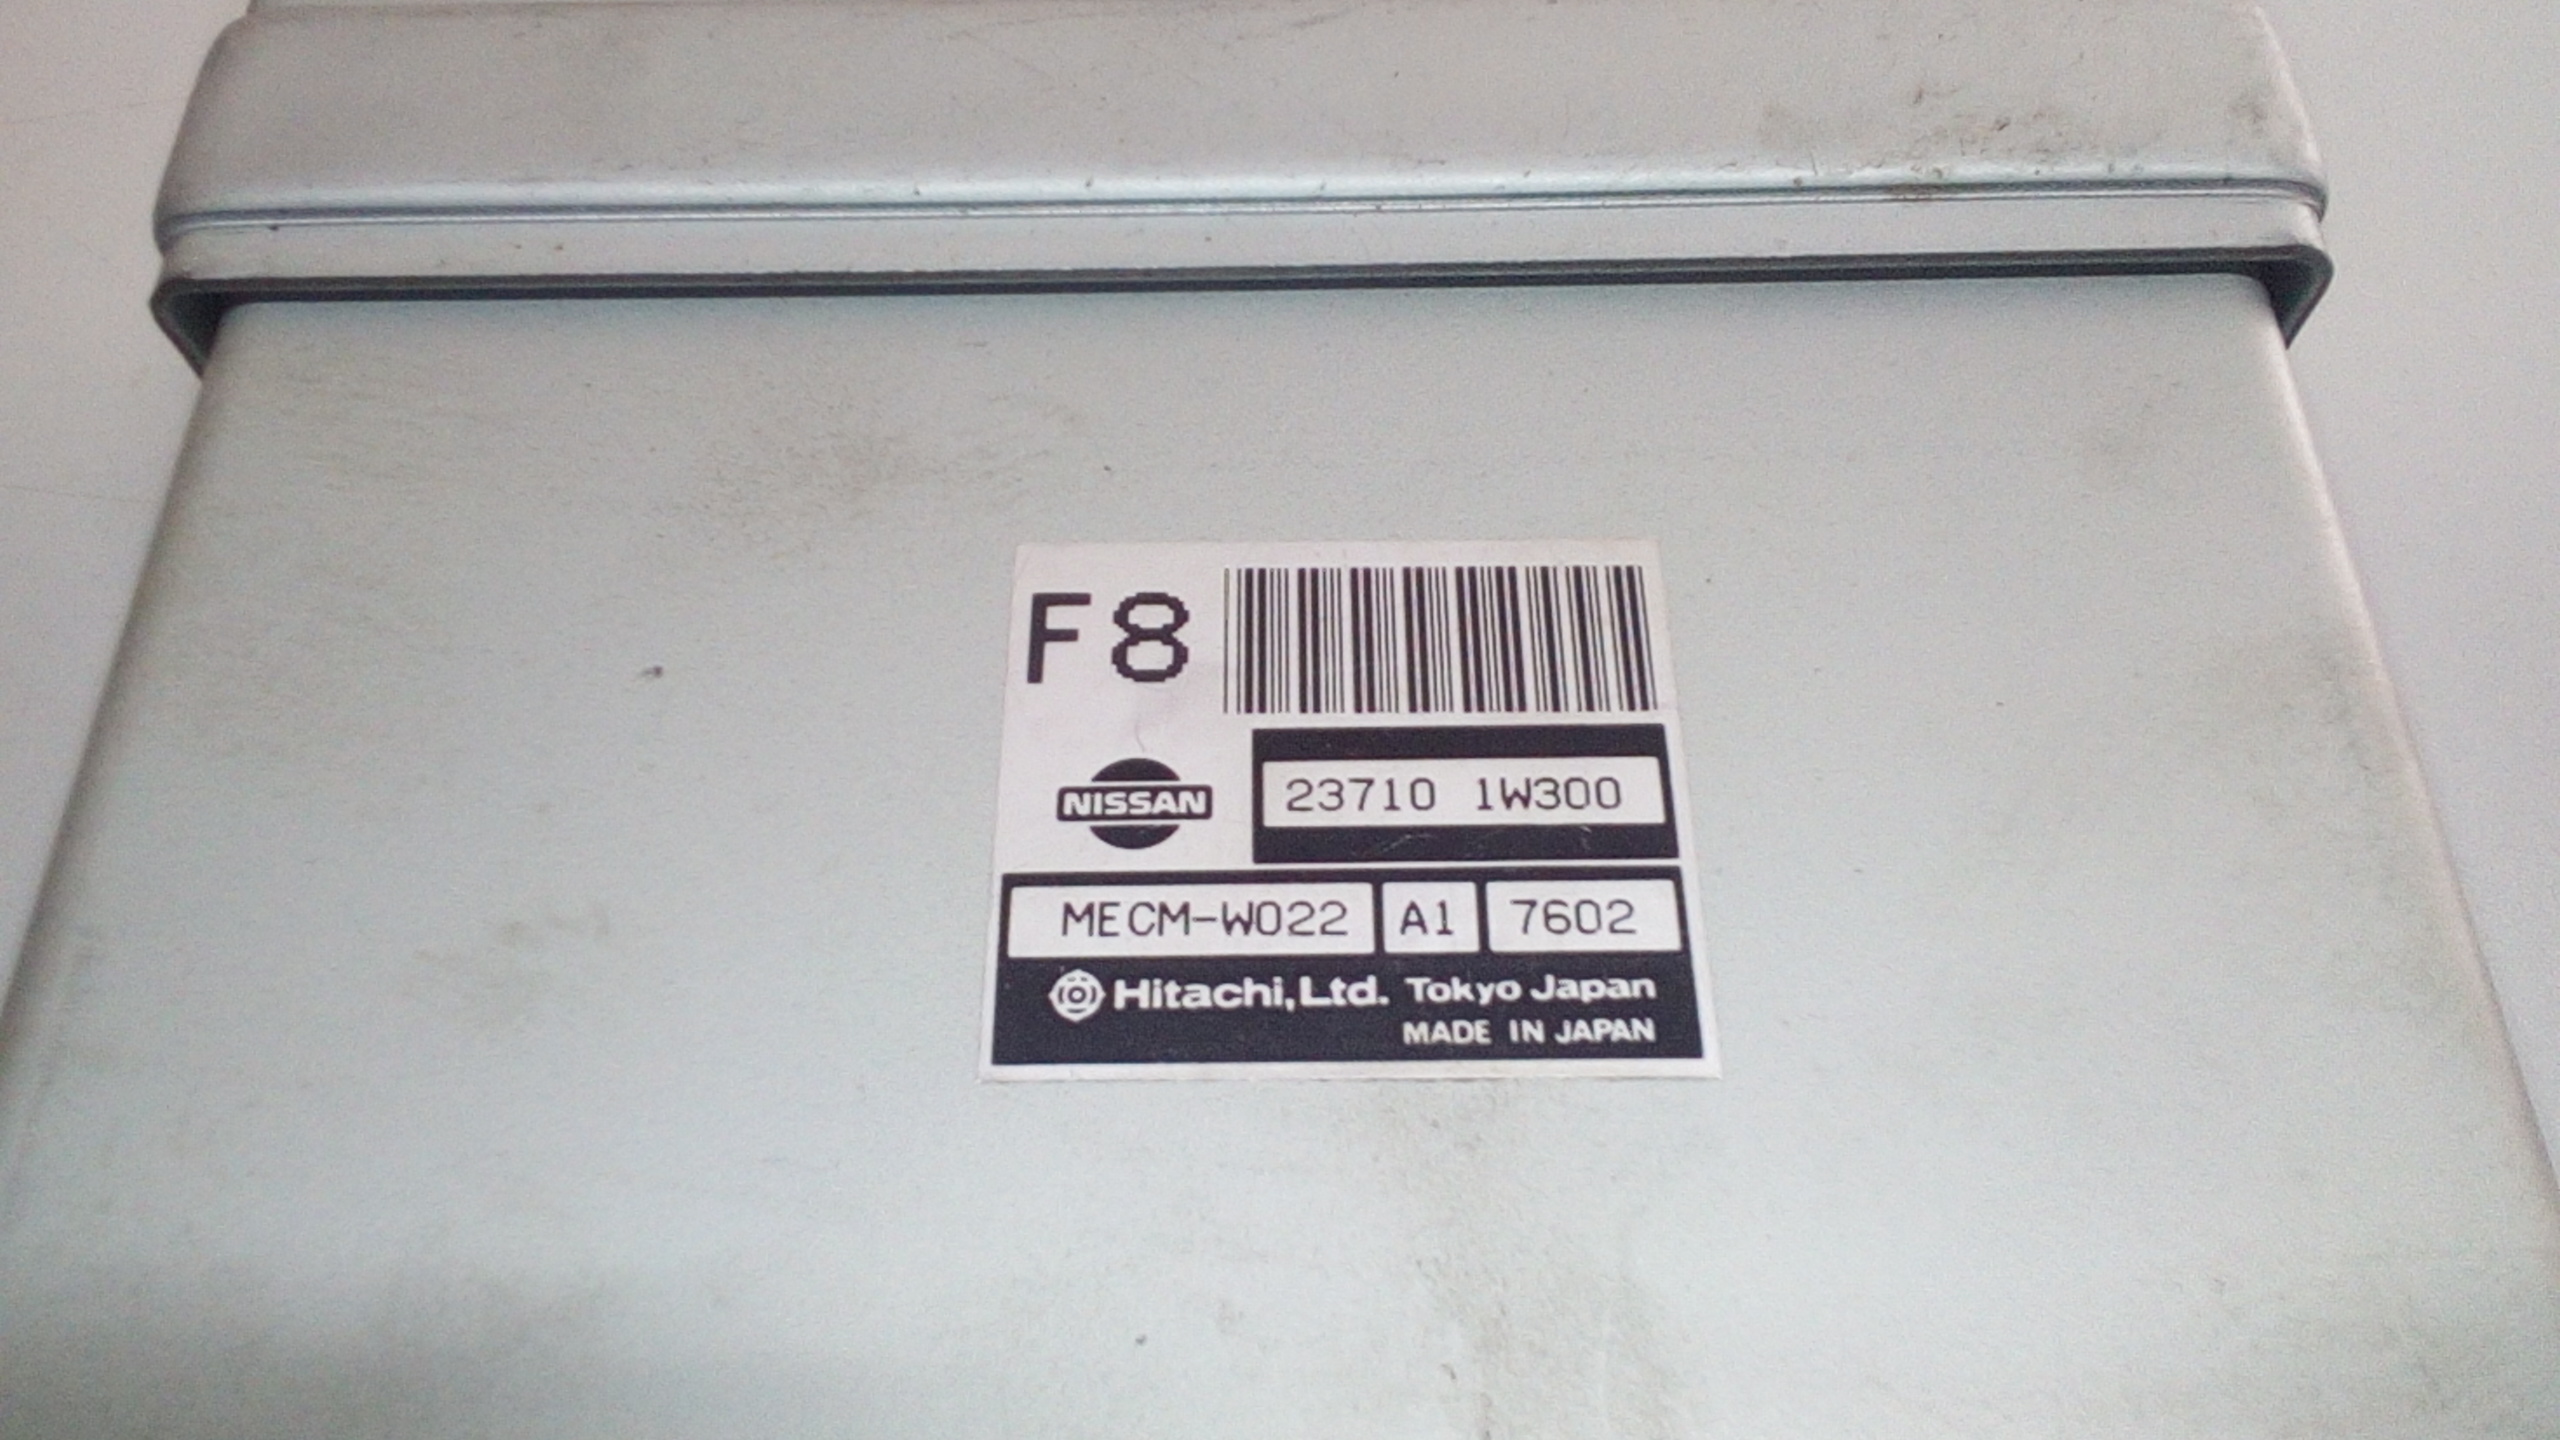 F8
NISSAN
23710 1W300
MECM-W022 A1 7602
Hitachi, Ltd. Tokyo Japan
MADE IN JAPAN